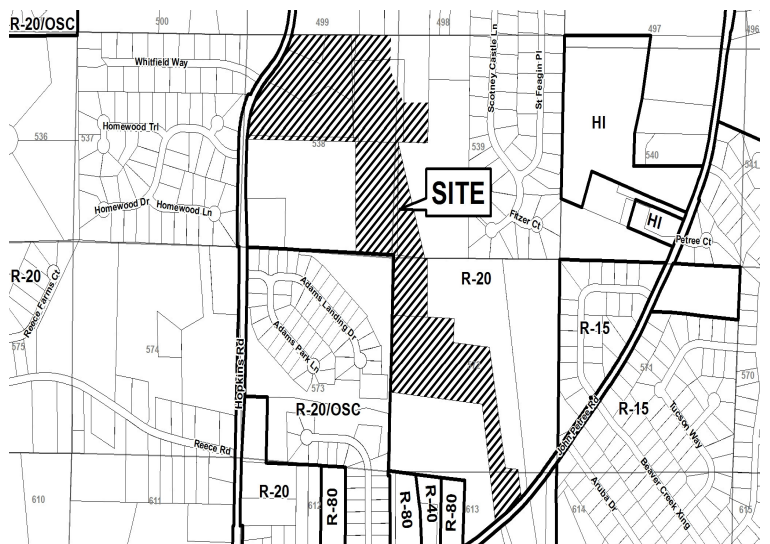 R-20/OSC
500
499
498
497
496
Whitfield Way
Scotney Castle Ln
St Feagin Pl
HI
Homewood Trl
536
537
538
539
540
541
SITE
Homewood Dr
Homewood Ln
Fitzer Ct
HI
Petree Ct
R-20
Reece Farms Ct
R-20
Adams Landing Dr
R-15
575
574
Hopkins Rd
Adams Park Ln
573
571
570
R-20/OSC
John Petree Rd
R-15
Tucson Way
Reece Rd
Beaver Creek Xing
Aruba Dr
610
611
R-20
612
R-80
R-80
R-40
R-80
613
614
615